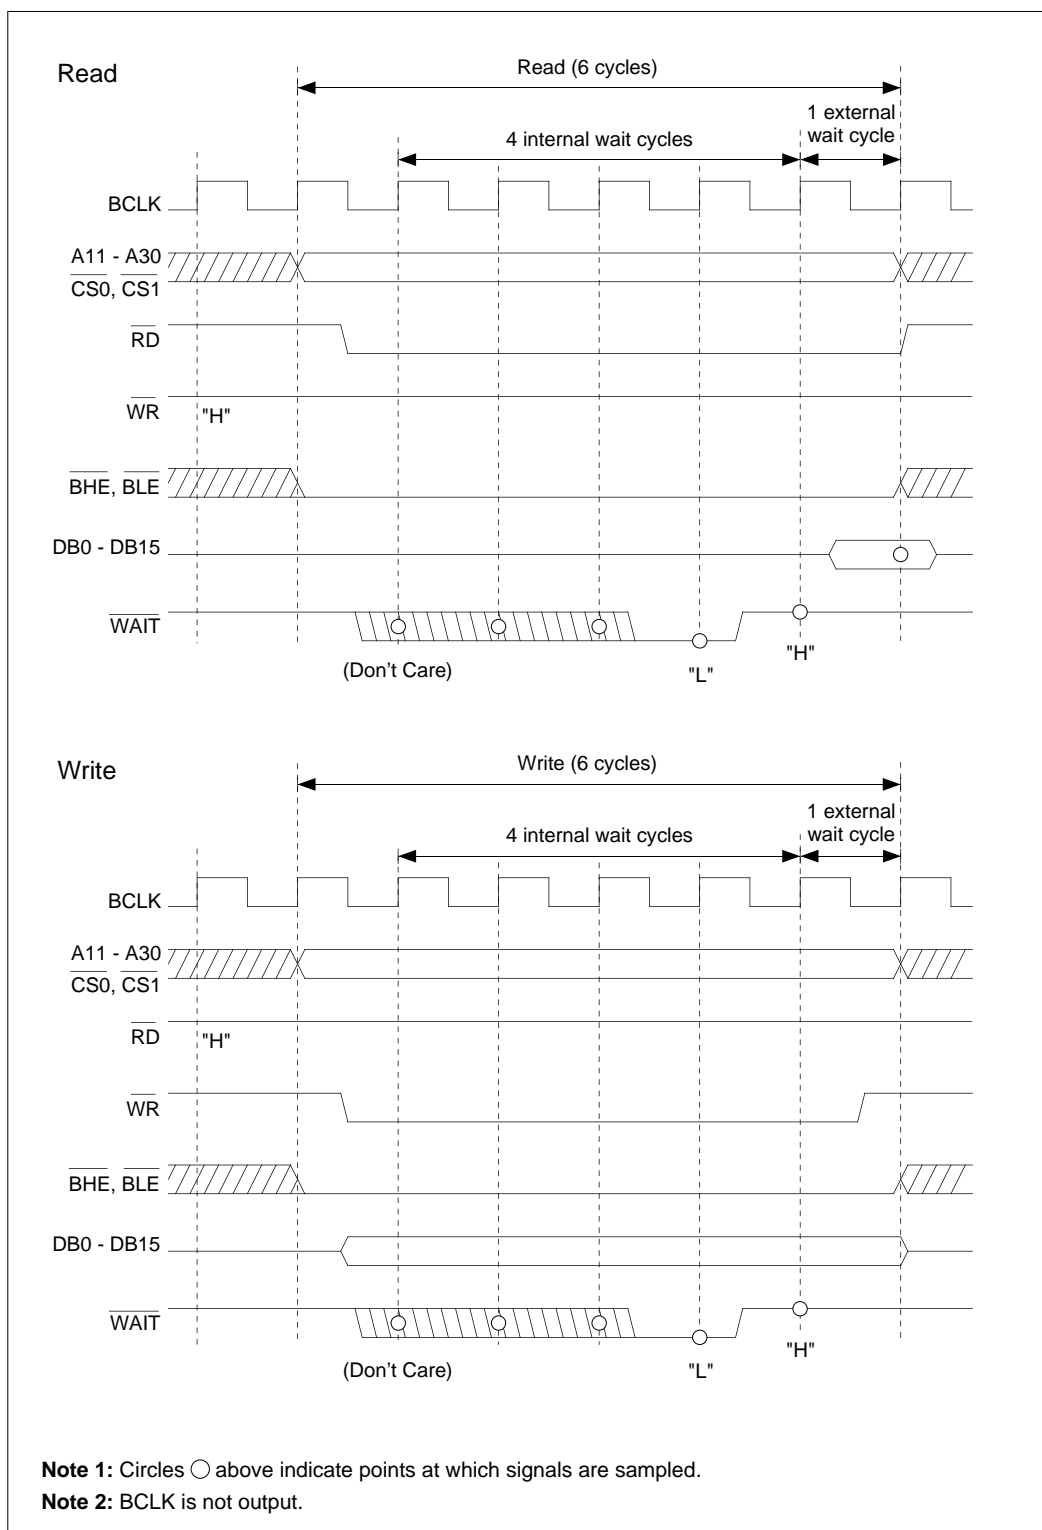 Read
Read (6 cycles)
1 external
wait cycle
4 internal wait cycles
BCLK
A11 - A30
CS0, CS1
RD
WR
"H"
BHE, BLE
DB0 - DB15
WAIT
(Don't Care)
"L"
"H"
Write
Write (6 cycles)
1 external
wait cycle
4 internal wait cycles
BCLK
A11 - A30
CS0, CS1
RD
"H"
WR
BHE, BLE
DB0 - DB15
WAIT
(Don't Care)
"L"
"H"
Note 1: Circles ○ above indicate points at which signals are sampled.
Note 2: BCLK is not output.